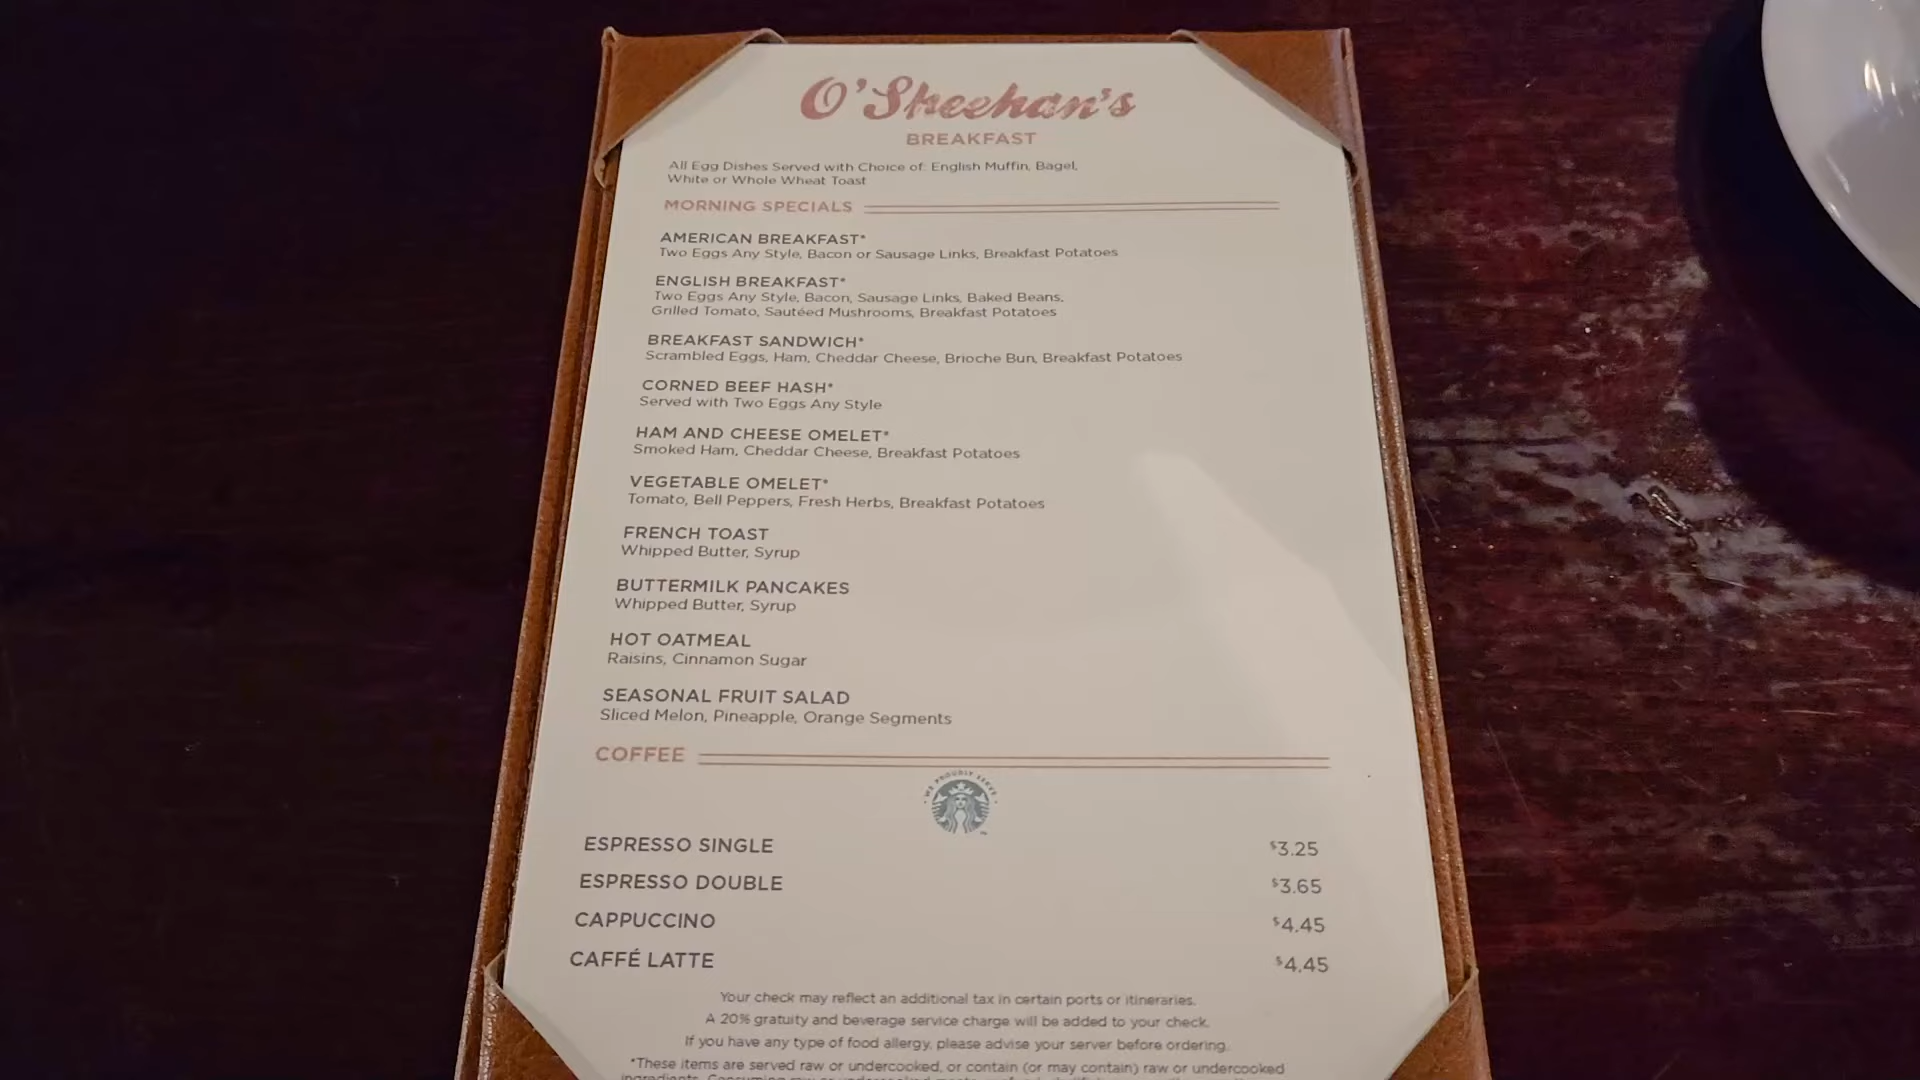 O'Sheehan's
BREAKFAST
All Egg Dishes Served with Choice of: English Muffin, Bagel,
White or Whole Wheat Toast
MORNING SPECIALS
AMERICAN BREAKFAST*
Two Eggs Any Style, Bacon or Sausage Links, Breakfast Potatoes
ENGLISH BREAKFAST*
Two Eggs Any Style, Bacon, Sausage Links, Baked Beans,
Grilled Tomato, Sautéed Mushrooms, Breakfast Potatoes
BREAKFAST SANDWICH*
Scrambled Eggs, Ham, Cheddar Cheese, Brioche Bun, Breakfast Potatoes
CORNED BEEF HASH*
Served with Two Eggs Any Style
HAM AND CHEESE OMELET*
Smoked Ham, Cheddar Cheese, Breakfast Potatoes
VEGETABLE OMELET*
Tomato, Bell Peppers, Fresh Herbs, Breakfast Potatoes
FRENCH TOAST
Whipped Butter, Syrup
BUTTERMILK PANCAKES
Whipped Butter, Syrup
HOT OATMEAL
Raisins, Cinnamon Sugar
SEASONAL FRUIT SALAD
Sliced Melon, Pineapple, Orange Segments
COFFEE
WE PROUDLY SERVE
ESPRESSO SINGLE $3.25
ESPRESSO DOUBLE $3.65
CAPPUCCINO $4.45
CAFFÉ LATTE $4.45
Your check may reflect an additional tax in certain ports or itineraries.
A 20% gratuity and beverage service charge will be added to your check.
If you have any type of food allergy, please advise your server before ordering.
*These items are served raw or undercooked, or contain (or may contain) raw or undercooked